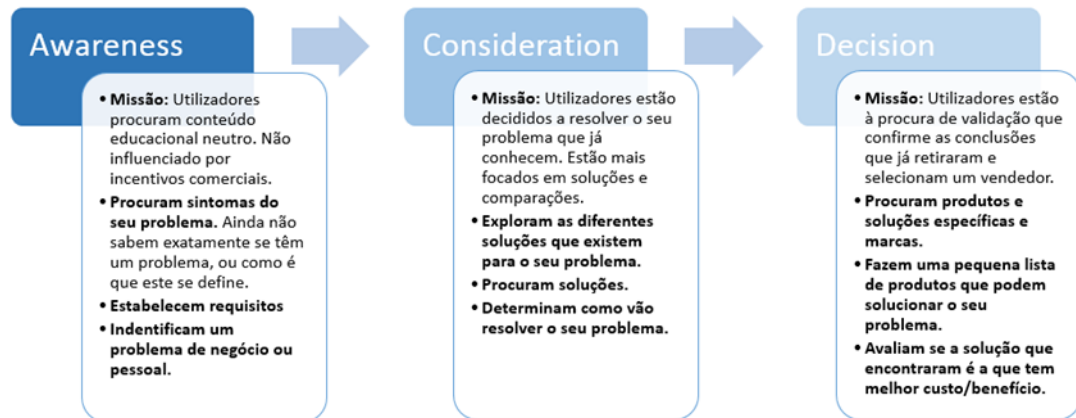 Awareness
• Missão: Utilizadores
procuram conteúdo
educacional neutro. Não
influenciado por
incentivos comerciais.
• Procuram sintomas do
seu problema. Ainda não
sabem exatamente se têm
um problema, ou como é
que este se define.
• Estabelecem requisitos
• Indentificam um
problema de negócio ou
pessoal.
Consideration
• Missão: Utilizadores estão
decididos a resolver o seu
problema que já
conhecem. Estão mais
focados em soluções e
comparações.
• Exploram as diferentes
soluções que existem
para o seu problema.
• Procuram soluções.
• Determinam como vão
resolver o seu problema.
Decision
• Missão: Utilizadores estão
à procura de validação que
confirme as conclusões
que já retiraram e
selecionam um vendedor.
• Procuram produtos e
soluções específicas e
marcas.
• Fazem uma pequena lista
de produtos que podem
solucionar o seu
problema.
• Avaliam se a solução que
encontraram é a que tem
melhor custo/benefício.